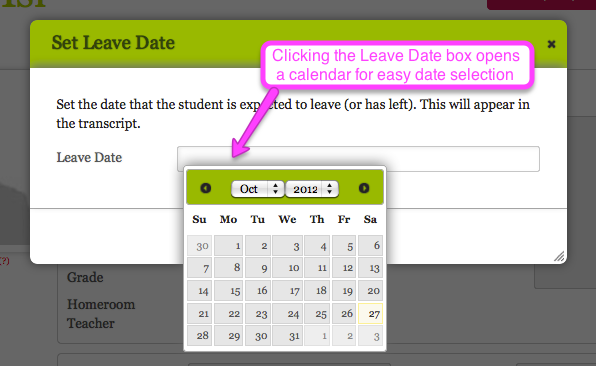 Set Leave Date
Clicking the Leave Date box opens
a calendar for easy date selection
Set the date that the student is expected to leave (or has left). This will appear in
the transcript.
Leave Date
Oct 2012
Su Mo Tu We Th Fr Sa
30 1 2 3 4 5 6
7 8 9 10 11 12 13
14 15 16 17 18 19 20
21 22 23 24 25 26 27
28 29 30 31 1 2 3
(?)
Grade
Homeroom
Teacher